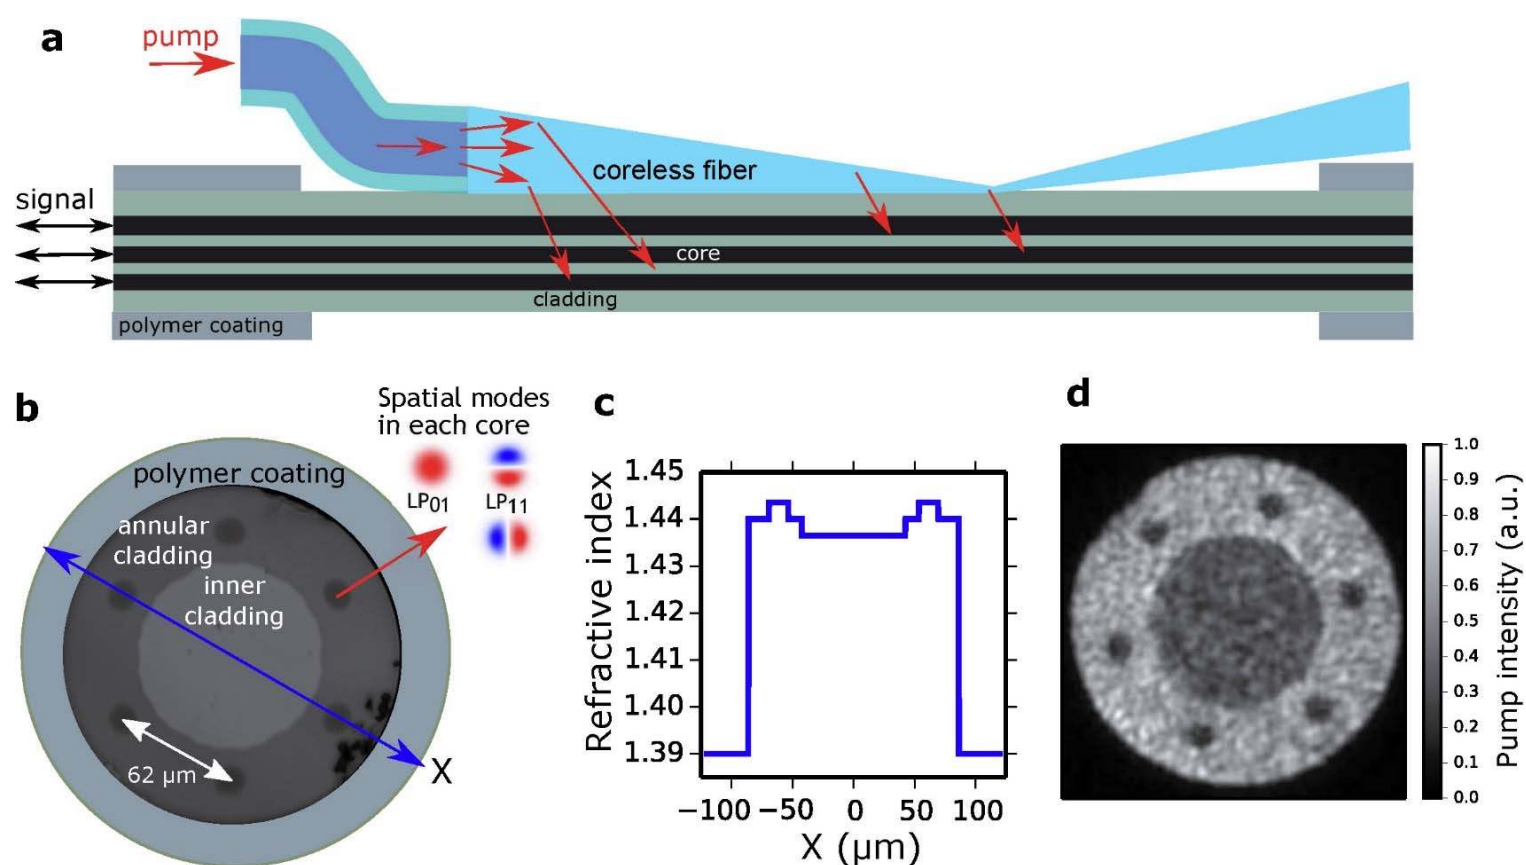 a
pump
coreless fiber
signal
core
cladding
polymer coating
b
Spatial modes
in each core
polymer coating
LP01
LP11
annular
cladding
inner
cladding
62 µm
X
c
1.45
1.44
1.43
1.42
1.41
1.40
1.39
Refractive index
−100 −50 0 50 100
X (µm)
d
1.0
0.9
0.8
0.7
0.6
0.5
0.4
0.3
0.2
0.1
0.0
Pump intensity (a.u.)